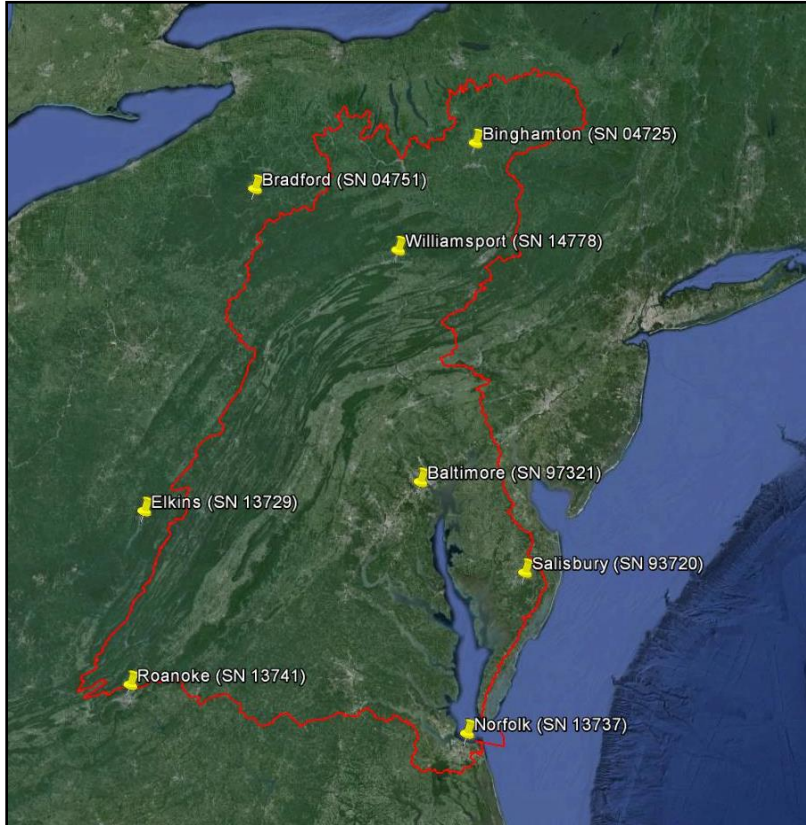 Binghamton (SN 04725)
Bradford (SN 04751)
Williamsport (SN 14778)
Baltimore (SN 97321)
Elkins (SN 13729)
Salisbury (SN 93720)
Roanoke (SN 13741)
Norfolk (SN 13737)